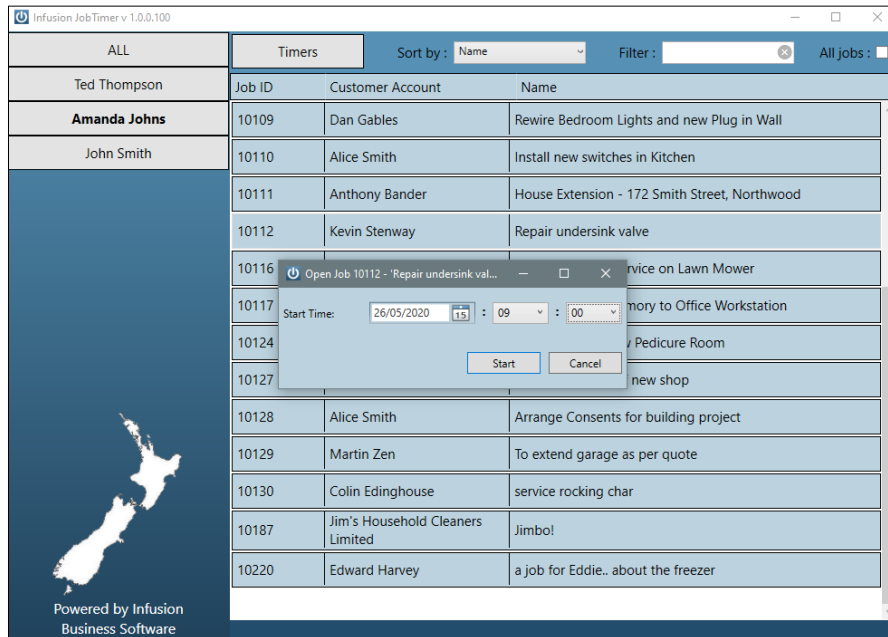 Infusion JobTimer v 1.0.0.100
ALL
Ted Thompson
Amanda Johns
John Smith
Timers Sort by : Name Filter : All jobs :
Job ID Customer Account Name
10109 Dan Gables Rewire Bedroom Lights and new Plug in Wall
10110 Alice Smith Install new switches in Kitchen
10111 Anthony Bander House Extension - 172 Smith Street, Northwood
10112 Kevin Stenway Repair undersink valve
10116 rvice on Lawn Mower
10117 mory to Office Workstation
10124 Pedicure Room
10127 new shop
Open Job 10112 - 'Repair undersink val...
Start Time: 26/05/2020 15 : 09 : 00
Start Cancel
10128 Alice Smith Arrange Consents for building project
10129 Martin Zen To extend garage as per quote
10130 Colin Edinghouse service rocking char
10187 Jim's Household Cleaners
Limited Jimbo!
10220 Edward Harvey a job for Eddie.. about the freezer
Powered by Infusion
Business Software